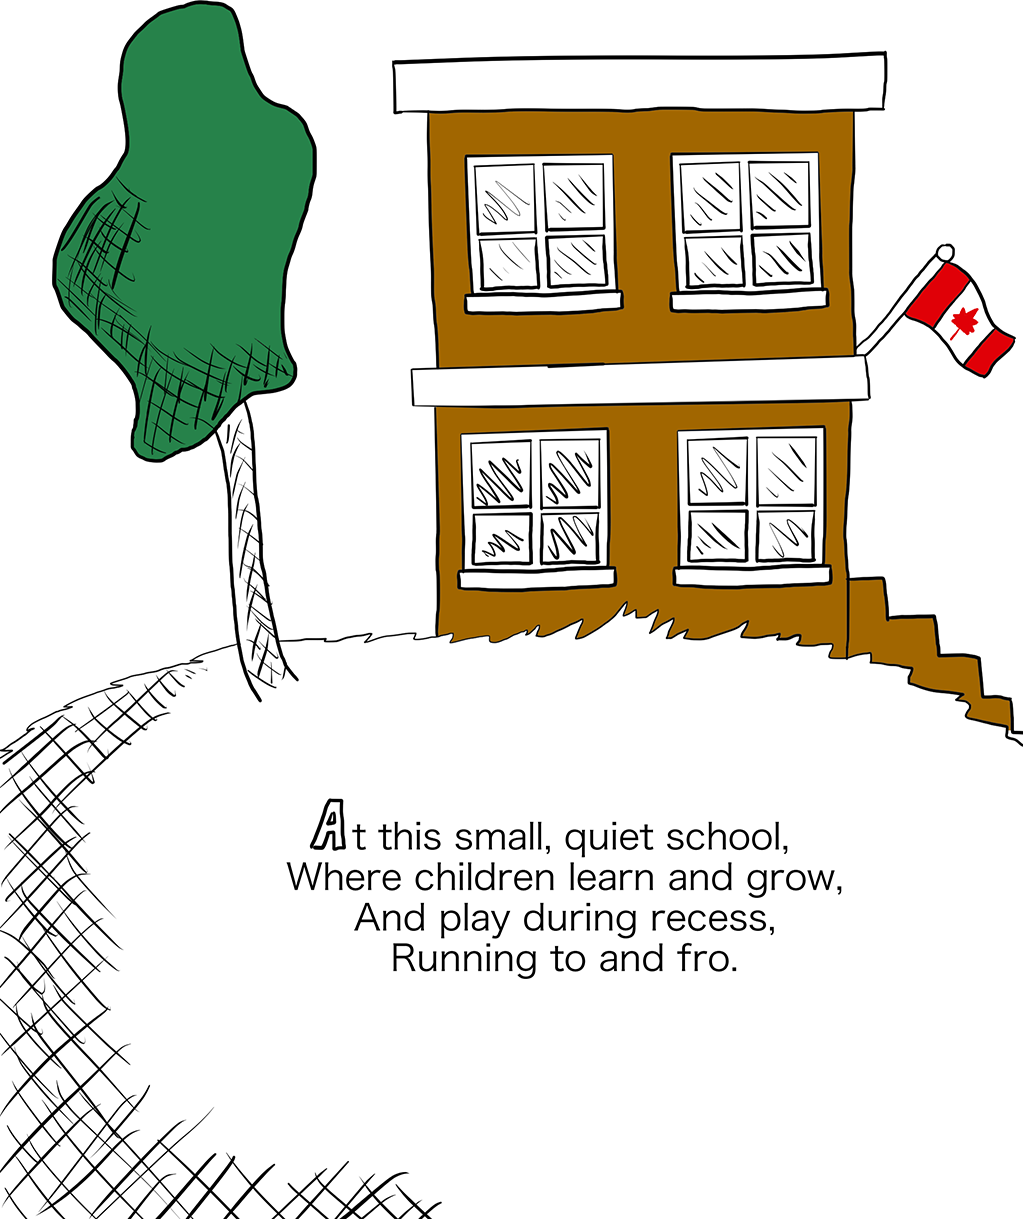 At this small, quiet school,
Where children learn and grow,
And play during recess,
Running to and fro.